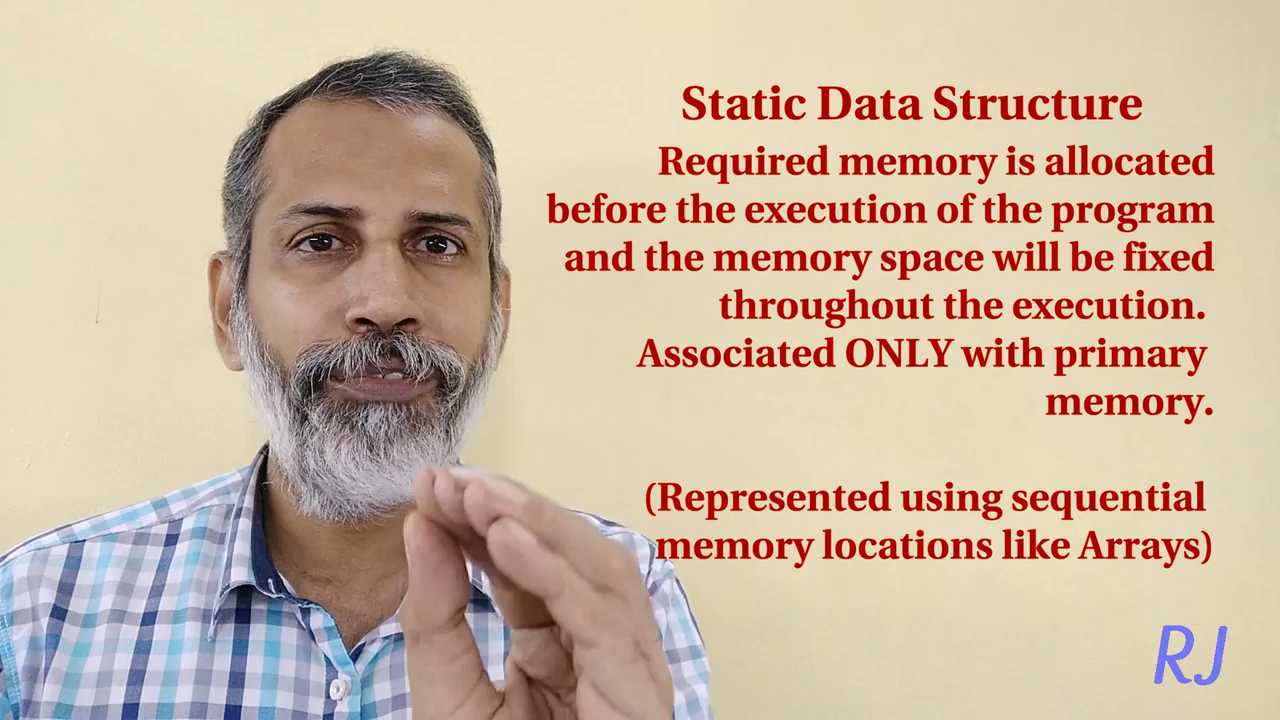 Static Data Structure
Required memory is allocated
before the execution of the program
and the memory space will be fixed
throughout the execution.
Associated ONLY with primary
memory.
(Represented using sequential
memory locations like Arrays)
RJ